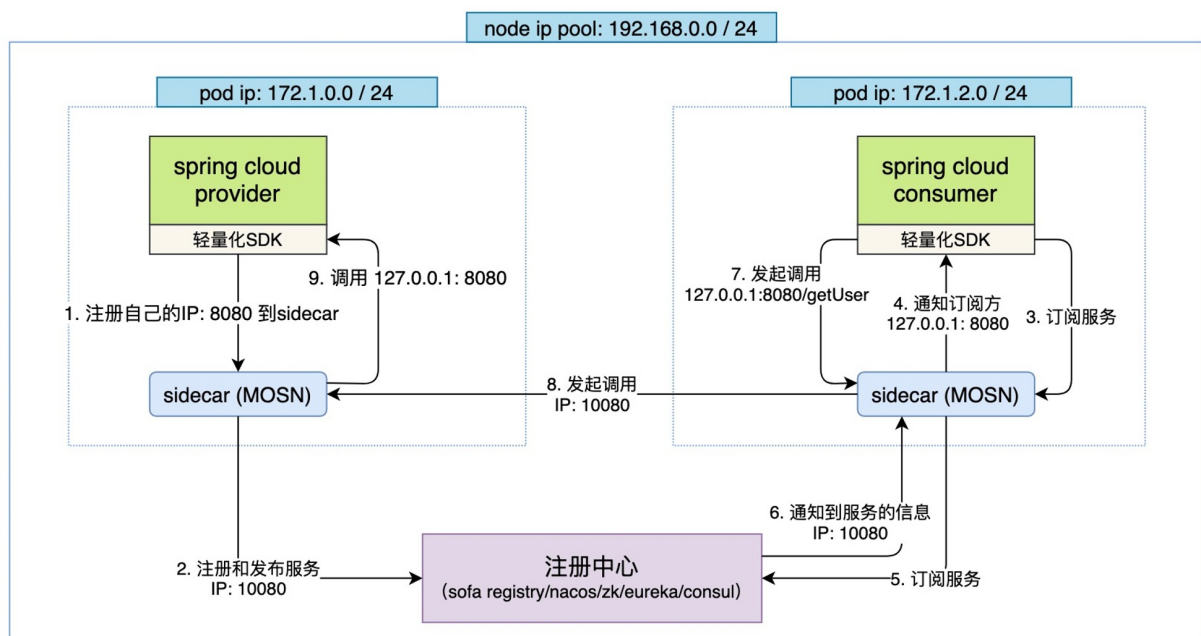 node ip pool: 192.168.0.0 / 24
pod ip: 172.1.0.0 / 24
pod ip: 172.1.2.0 / 24
spring cloud
provider
轻量化SDK
spring cloud
consumer
轻量化SDK
9. 调用 127.0.0.1: 8080
1. 注册自己的IP: 8080 到sidecar
7. 发起调用
127.0.0.1:8080/getUser
4. 通知订阅方
127.0.0.1: 8080
3. 订阅服务
sidecar (MOSN)
8. 发起调用
IP: 10080
sidecar (MOSN)
2. 注册和发布服务
IP: 10080
注册中心
（sofa registry/nacos/zk/eureka/consul）
6. 通知到服务的信息
IP: 10080
5. 订阅服务